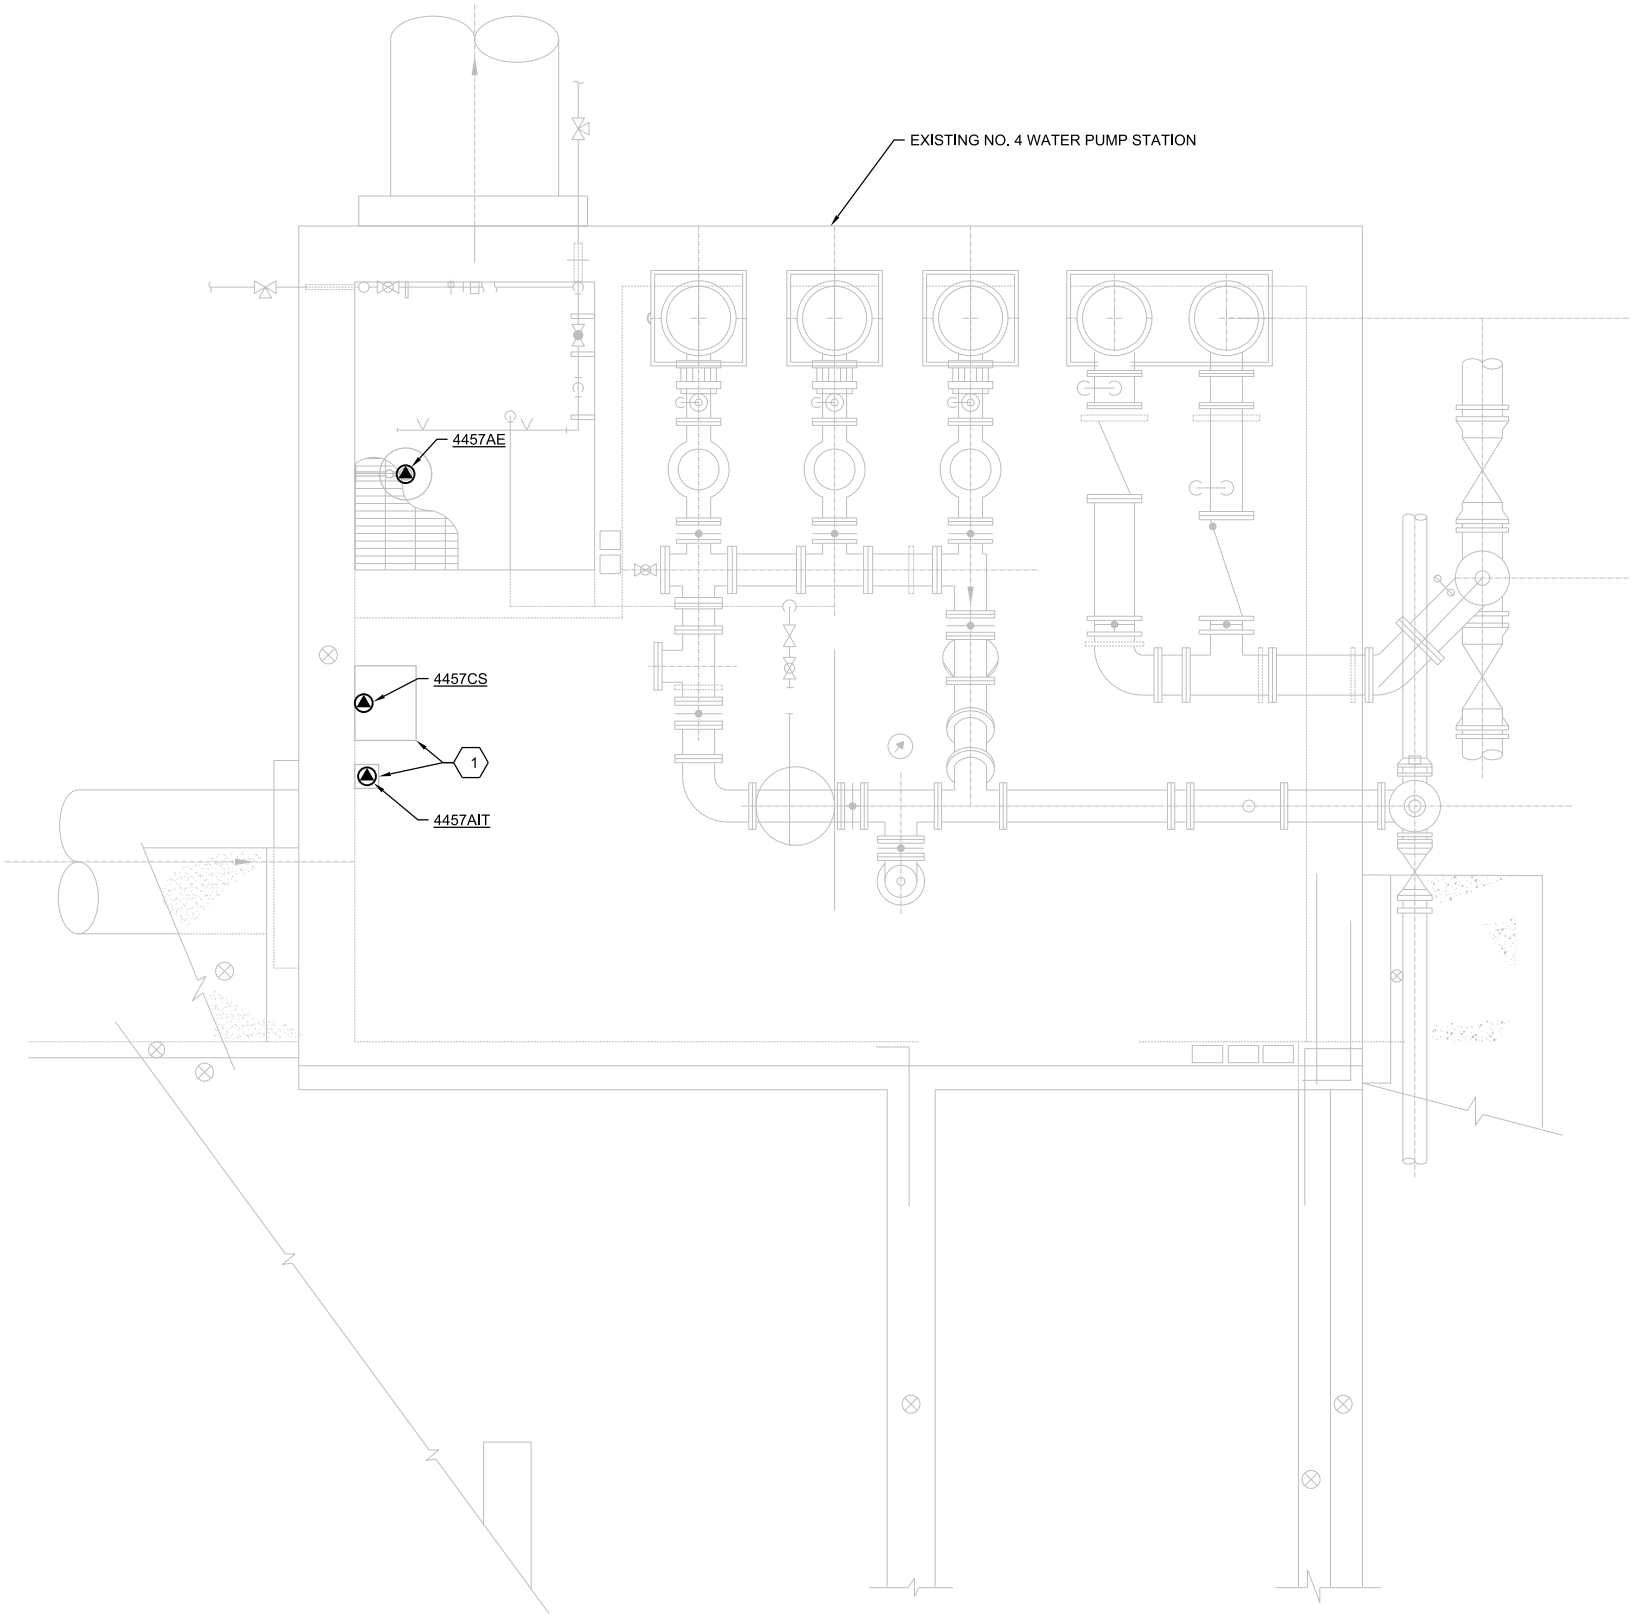 EXISTING NO. 4 WATER PUMP STATION
4457AE
4457CS
1
4457AIT